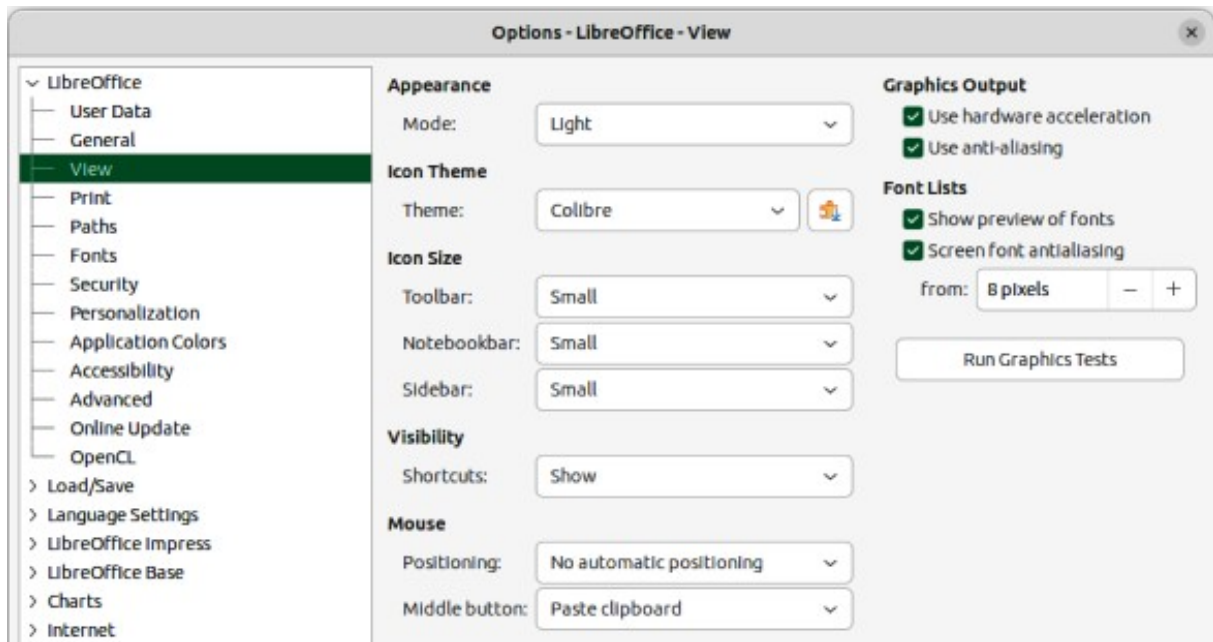 Options - LibreOffice - View
LibreOffice
User Data
General
View
Print
Paths
Fonts
Security
Personalization
Application Colors
Accessibility
Advanced
Online Update
OpenCL
Load/Save
Language Settings
LibreOffice Impress
LibreOffice Base
Charts
Internet
Appearance
Mode: Light
Icon Theme
Theme: Colibre
Icon Size
Toolbar: Small
Notebookbar: Small
Sidebar: Small
Visibility
Shortcuts: Show
Mouse
Positioning: No automatic positioning
Middle button: Paste clipboard
Graphics Output
Use hardware acceleration
Use anti-aliasing
Font Lists
Show preview of fonts
Screen font antialiasing
from: 8 pixels
Run Graphics Tests